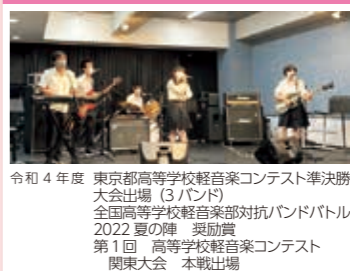 令和 4 年度 東京都高等学校軽音楽コンテスト準決勝
大会出場（3 バンド）
全国高等学校軽音楽部対抗バンドバトル
2022 夏の陣　奨励賞
第1回　高等学校軽音楽コンテスト
関東大会　本戦出場